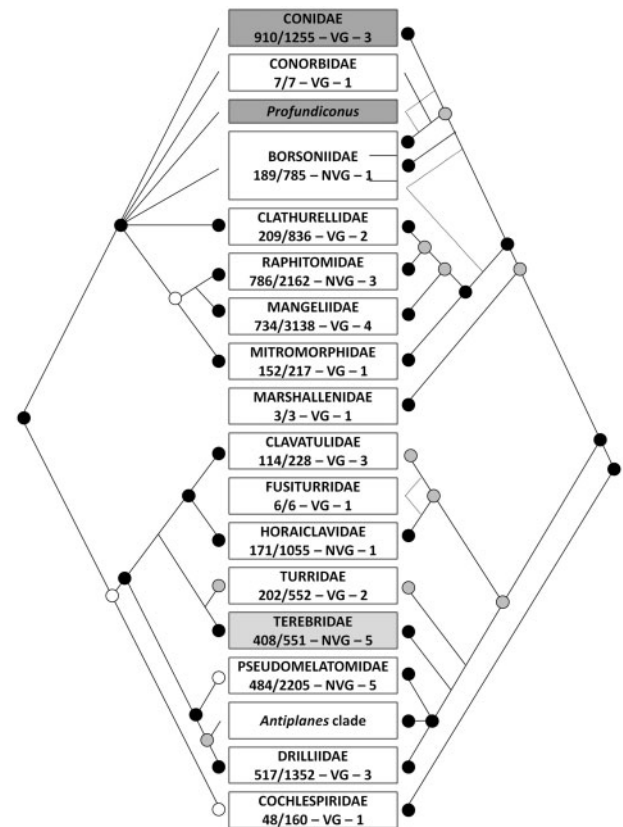 CONIDAE
910/1255 – VG – 3
CONORBIDAE
7/7 – VG – 1
Profundiconus
BORSONIIDAE
189/785 – NVG – 1
CLATHURELLIDAE
209/836 – VG – 2
RAPHITOMIDAE
786/2162 – NVG – 3
MANGELIIDAE
734/3138 – VG – 4
MITROMORPHIDAE
152/217 – VG – 1
MARSHALLENIDAE
3/3 – VG – 1
CLAVATULIDAE
114/228 – VG – 3
FUSITURRIDAE
6/6 – VG – 1
HORAICLAVIDAE
171/1055 – NVG – 1
TURRIDAE
202/552 – VG – 2
TEREBRIDAE
408/551 – NVG – 5
PSEUDOMELATOMIDAE
484/2205 – NVG – 5
Antiplanes clade
DRILLIIDAE
517/1352 – VG – 3
COCHLESPIRIDAE
48/160 – VG – 1